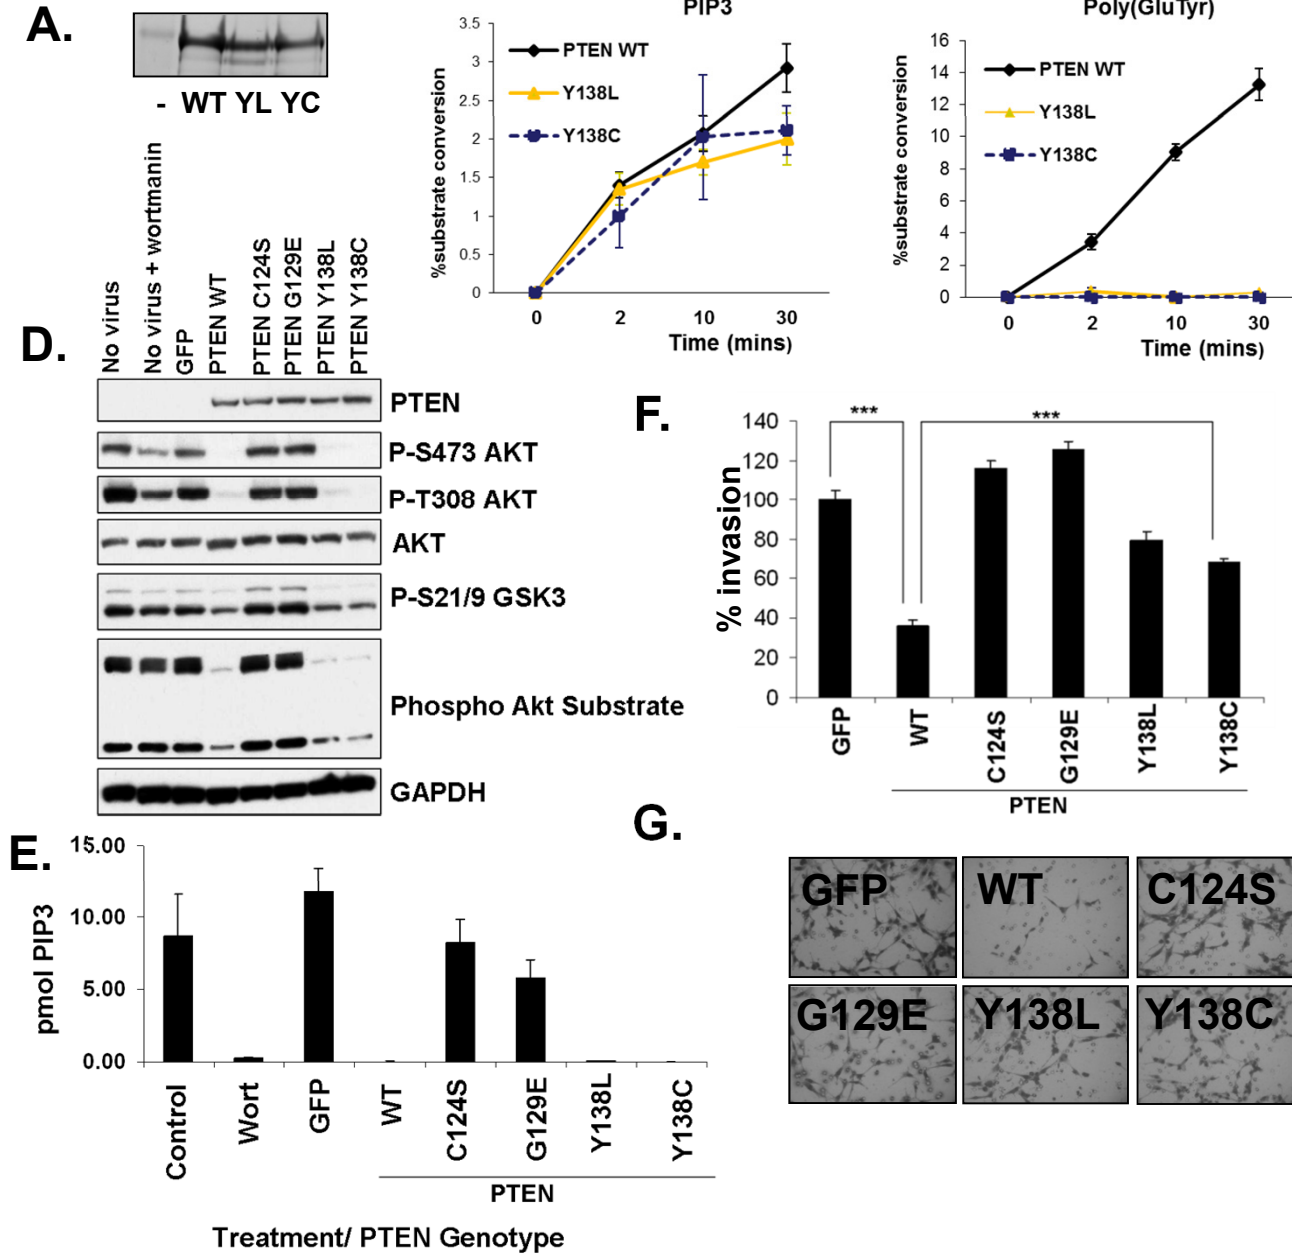 A.
- WT YL YC
PIP3
3.5
3
2.5
2
1.5
1
0.5
0
%substrate conversion
PTEN WT
Y138L
Y138C
0 2 10 30
Time (mins)
Poly(GluTyr)
16
14
12
10
8
6
4
2
0
%substrate conversion
PTEN WT
Y138L
Y138C
0 2 10 30
Time (mins)
D.
No virus
No virus + wortmanin
GFP
PTEN WT
PTEN C124S
PTEN G129E
PTEN Y138L
PTEN Y138C
PTEN
P-S473 AKT
P-T308 AKT
AKT
P-S21/9 GSK3
Phospho Akt Substrate
GAPDH
F.
140
120
100
80
60
40
20
0
% invasion
***
***
GFP
WT
C124S
G129E
Y138L
Y138C
PTEN
E.
15.00
10.00
5.00
0.00
pmol PIP3
Control
Wort
GFP
WT
C124S
G129E
Y138L
Y138C
PTEN
Treatment/ PTEN Genotype
G.
GFP WT C124S
G129E Y138L Y138C